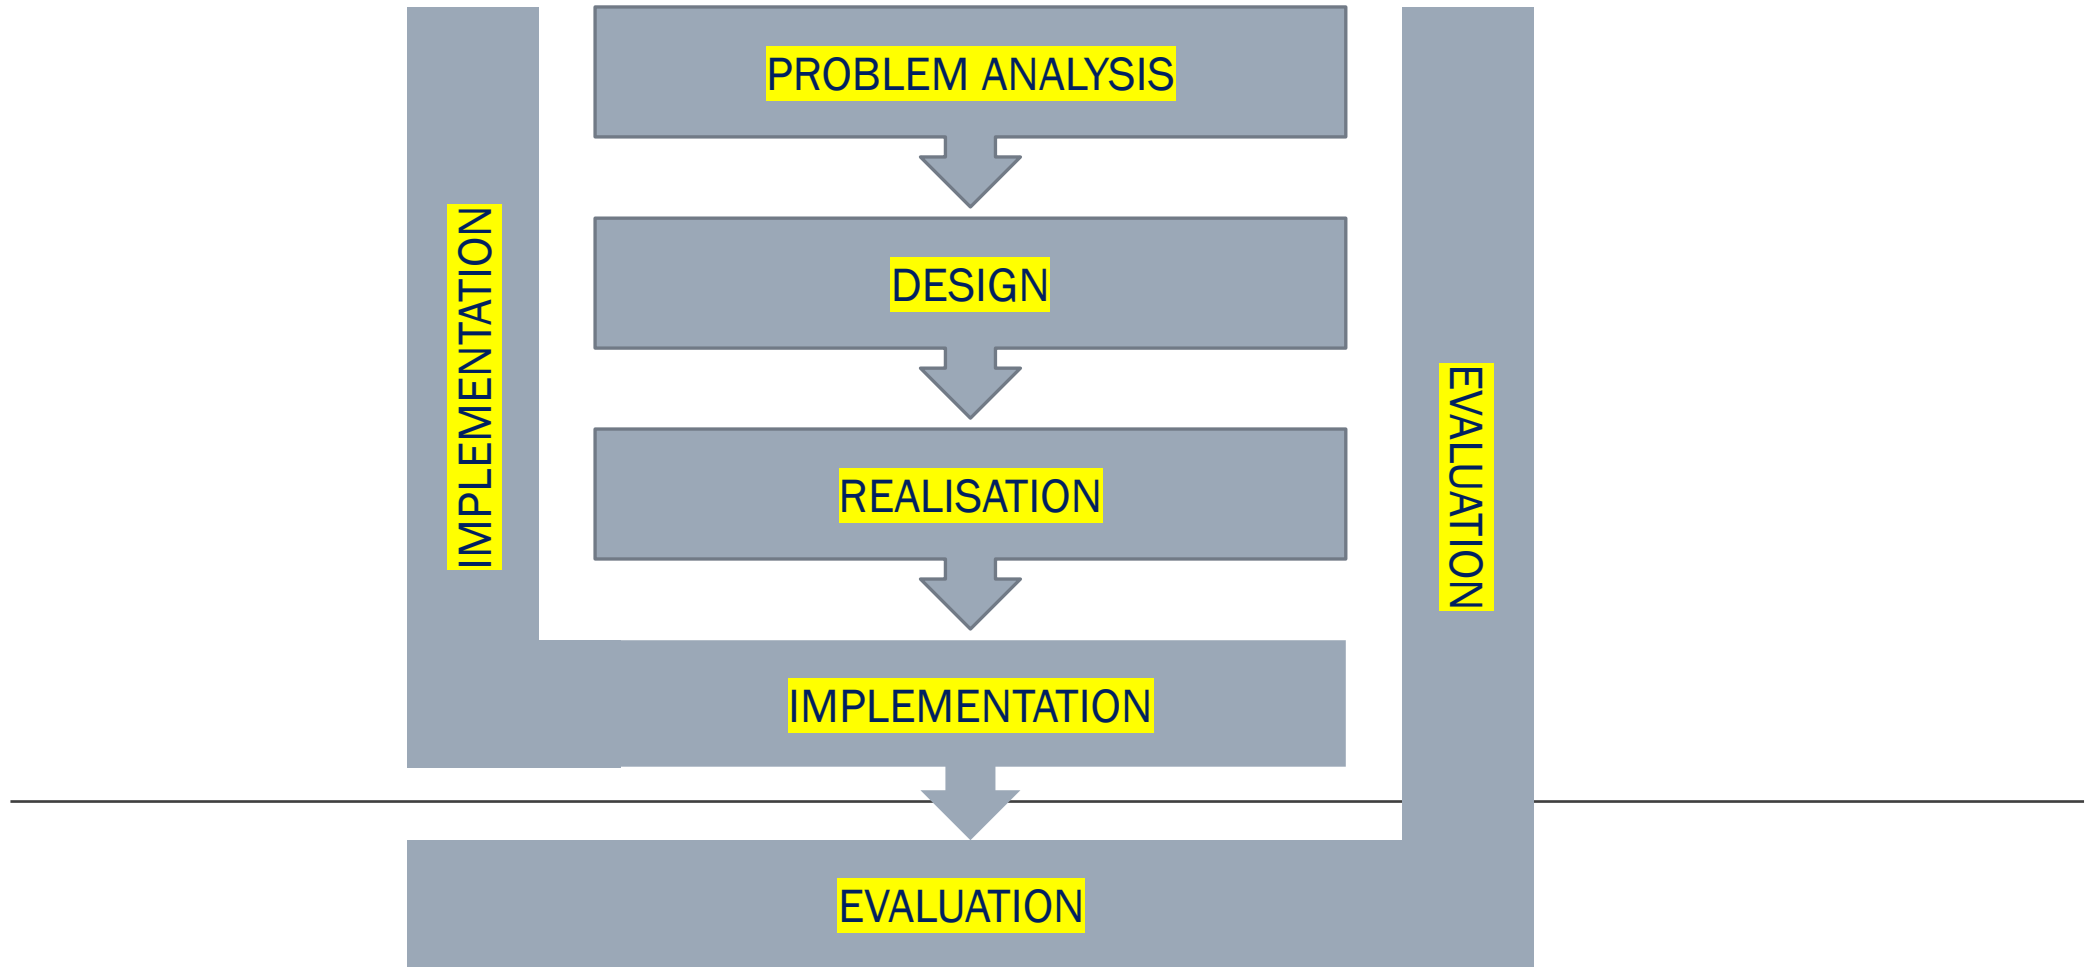 PROBLEM ANALYSIS
DESIGN
REALISATION
IMPLEMENTATION
IMPLEMENTATION
EVALUATION
EVALUATION